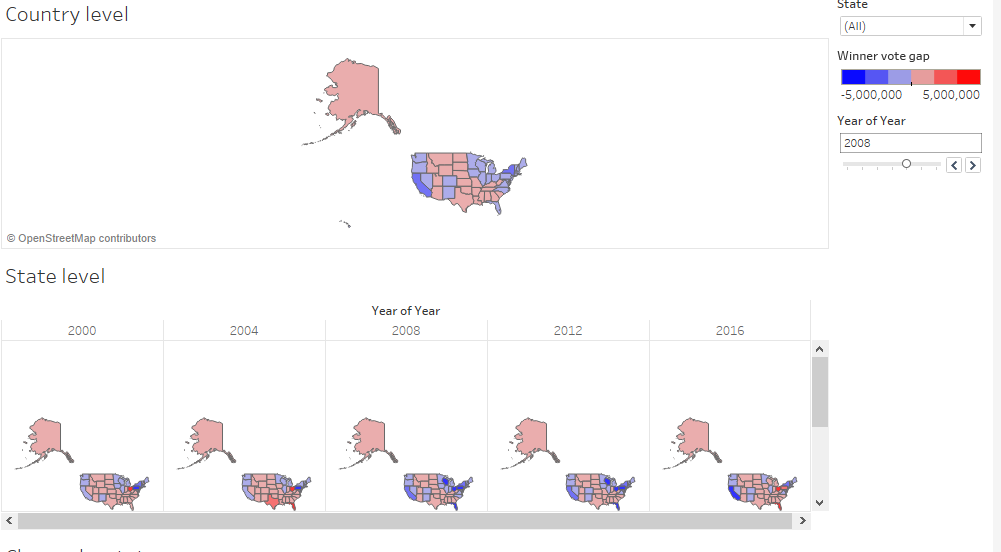 Country level
© OpenStreetMap contributors
State
(All)
Winner vote gap
-5,000,000 5,000,000
Year of Year
2008
State level
Year of Year
2000 2004 2008 2012 2016